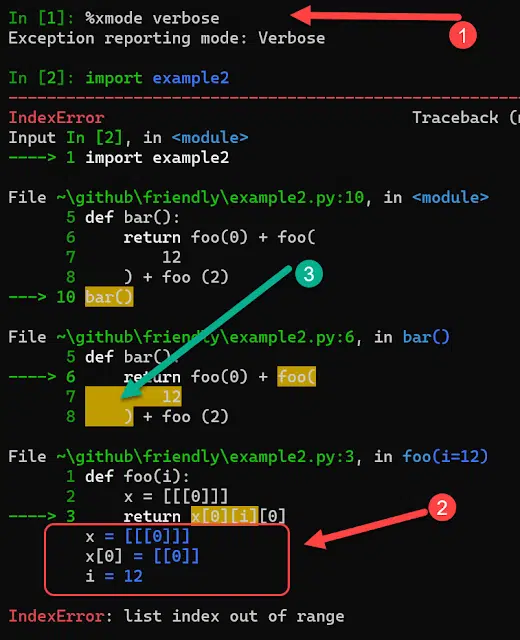 In [1]: %xmode verbose
1
Exception reporting mode: Verbose
In [2]: import example2
IndexError Traceback (
Input In [2], in <module>
----> 1 import example2
File ~\github\friendly\example2.py:10, in <module>
5 def bar():
6 return foo(0) + foo(
7 12
8 ) + foo (2)
3
---> 10 bar()
File ~\github\friendly\example2.py:6, in bar()
5 def bar():
----> 6 return foo(0) + foo(
7 12
8 ) + foo (2)
File ~\github\friendly\example2.py:3, in foo(i=12)
1 def foo(i):
2 x = [[[0]]]
----> 3 return x[0][i][0]
2
x = [[[0]]]
x[0] = [[0]]
i = 12
IndexError: list index out of range